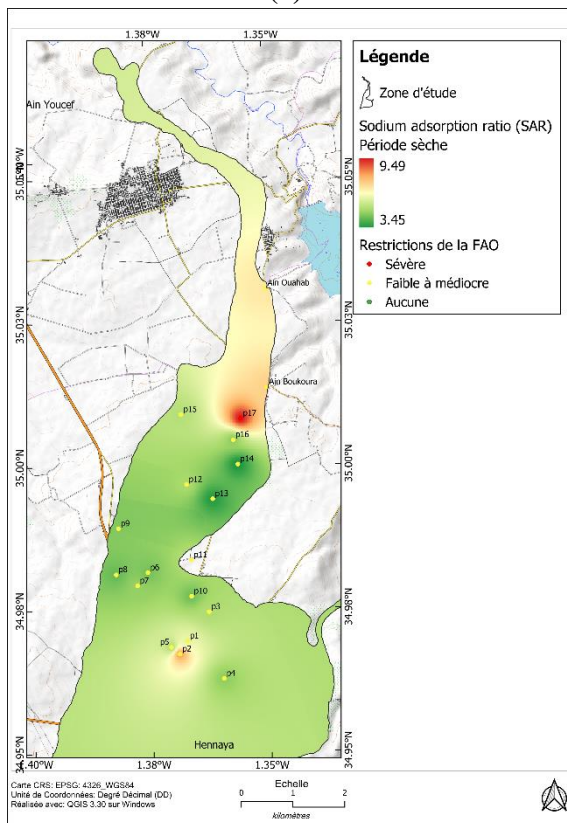 1.38°W
1.35°W
Ain Youcef
35.05°N
35.05°N
Ain Ouahab
35.03°N
35.03°N
Ain Boukoura
p15
p17
p16
35.00°N
p14
35.00°N
p12
p13
p9
p11
p8
p6
p7
p10
34.98°N
p3
34.98°N
p1
p5
p2
p4
Hennaya
34.95°N
34.95°N
1.40°W
1.38°W
1.35°W
Légende
Zone d'étude
Sodium adsorption ratio (SAR)
Période sèche
9.49
3.45
Restrictions de la FAO
Sévère
Faible à médiocre
Aucune
Carte CRS: EPSG: 4326_WGS84
Unité de Coordonnées: Degré Décimal (DD)
Réalisée avec: QGIS 3.30 sur Windows
Echelle
0 1 2
kilomètres